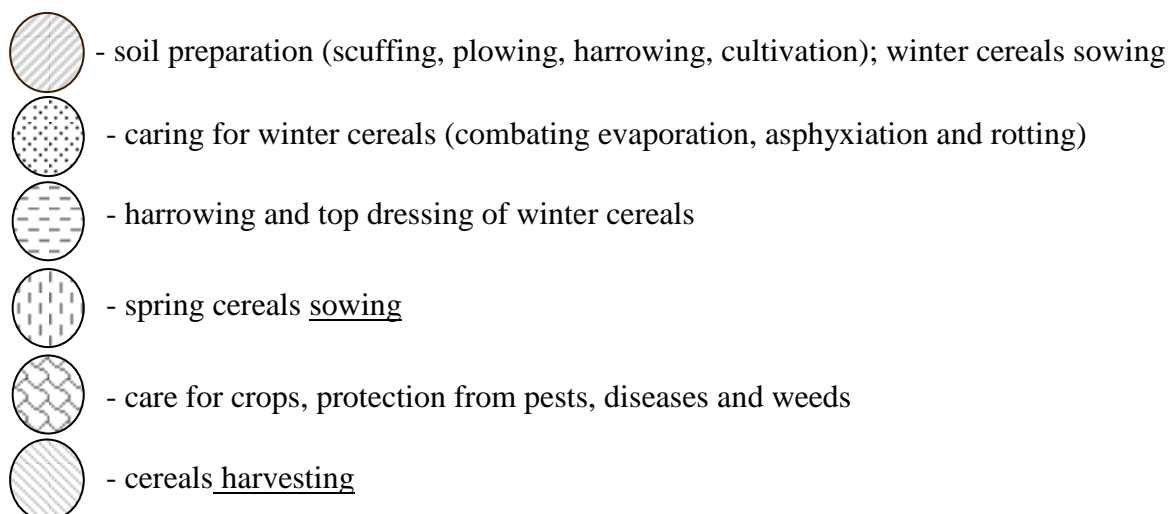 - soil preparation (scuffing, plowing, harrowing, cultivation); winter cereals sowing
- caring for winter cereals (combating evaporation, asphyxiation and rotting)
- harrowing and top dressing of winter cereals
- spring cereals sowing
- care for crops, protection from pests, diseases and weeds
- cereals harvesting